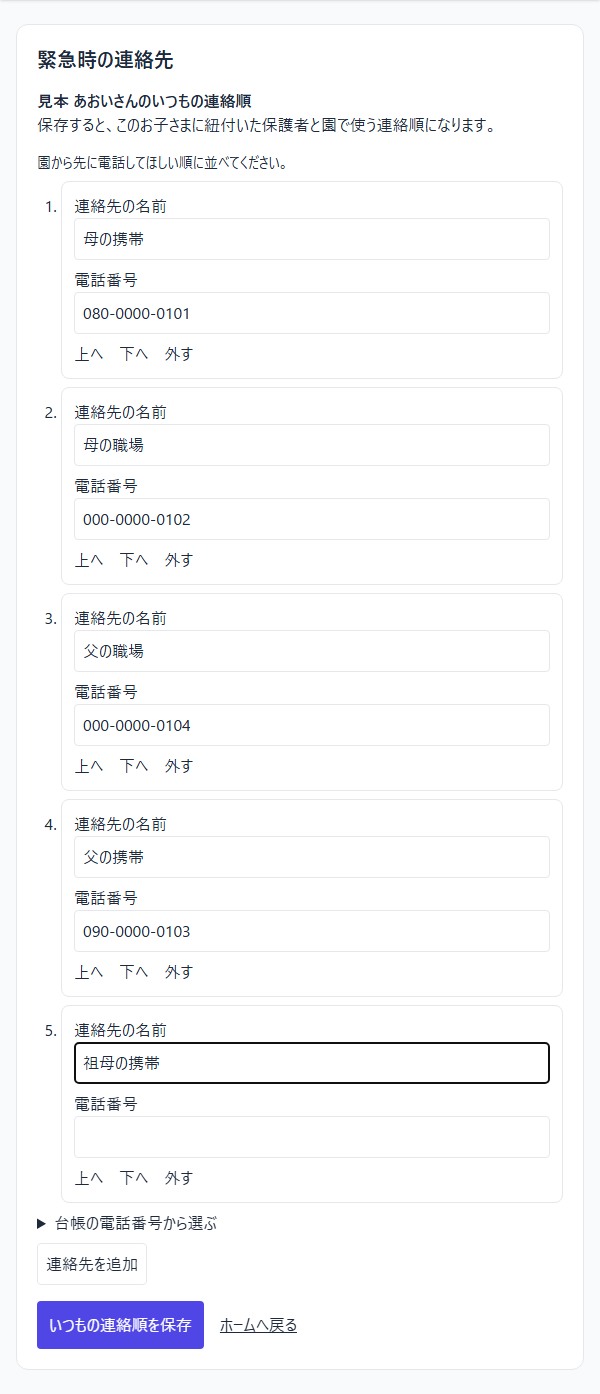 緊急時の連絡先
見本 あおいさんのいつもの連絡順
保存すると、このお子さまに紐付いた保護者と園で使う連絡順になります。
園から先に電話してほしい順に並べてください。
1. 連絡先の名前
母の携帯
電話番号
080-0000-0101
上へ 下へ 外す
2. 連絡先の名前
母の職場
電話番号
000-0000-0102
上へ 下へ 外す
3. 連絡先の名前
父の職場
電話番号
000-0000-0104
上へ 下へ 外す
4. 連絡先の名前
父の携帯
電話番号
090-0000-0103
上へ 下へ 外す
5. 連絡先の名前
祖母の携帯
電話番号
上へ 下へ 外す
▶ 台帳の電話番号から選ぶ
連絡先を追加
いつもの連絡順を保存 ホームへ戻る